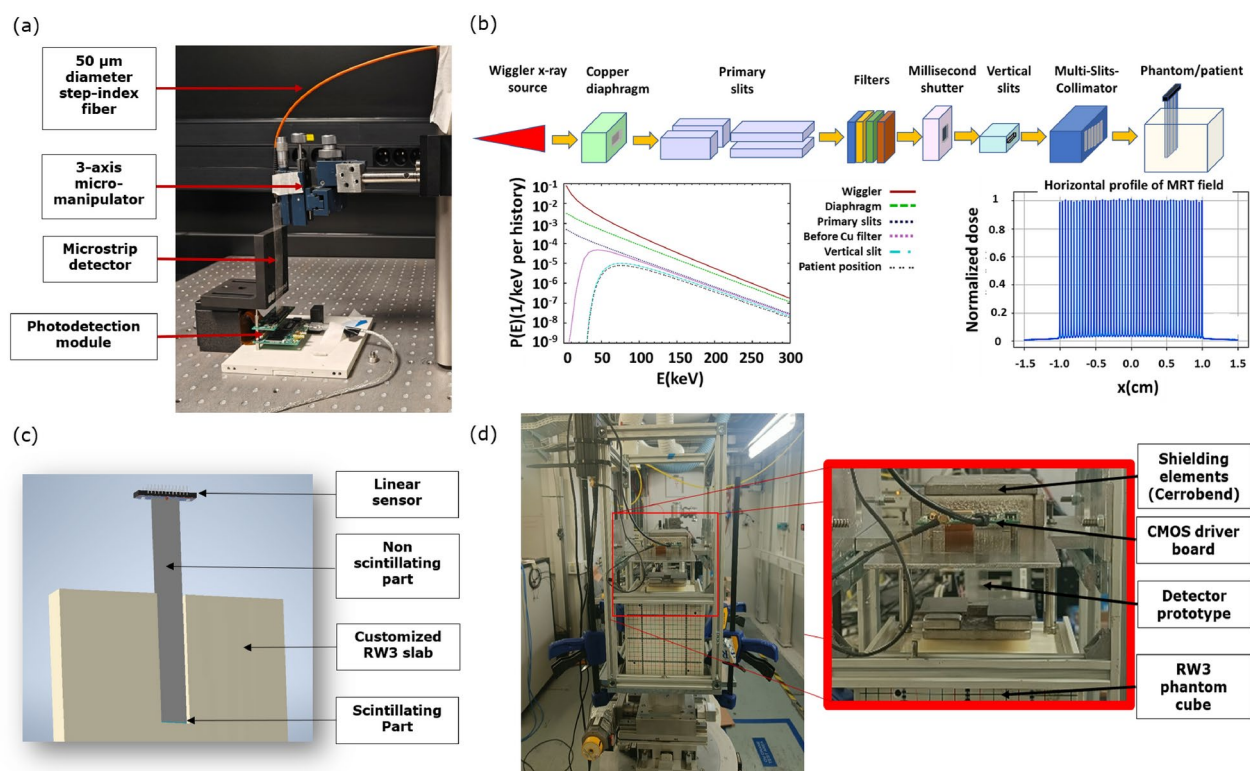 (a)
50 µm
diameter
step-index
fiber
3-axis
micro-
manipulator
Microstrip
detector
Photodetection
module
(b)
Wiggler x-ray
source
Copper
diaphragm
Primary
slits
Filters
Millisecond
shutter
Vertical
slits
Multi-Slits-
Collimator
Phantom/patient
P(E)(1/keV per history)
10-1
10-2
10-3
10-4
10-5
10-6
10-7
10-8
10-9
0 50 100 150 200 250 300
E(keV)
Wiggler
Diaphragm
Primary slits
Before Cu filter
Vertical slit
Patient position
Horizontal profile of MRT field
Normalized dose
1
0.8
0.6
0.4
0.2
0
-1.5 -1.0 -0.5 0.0 0.5 1.0 1.5
x(cm)
(c)
Linear
sensor
Non
scintillating
part
Customized
RW3 slab
Scintillating
Part
(d)
Shielding
elements
(Cerrobend)
CMOS driver
board
Detector
prototype
RW3
phantom
cube